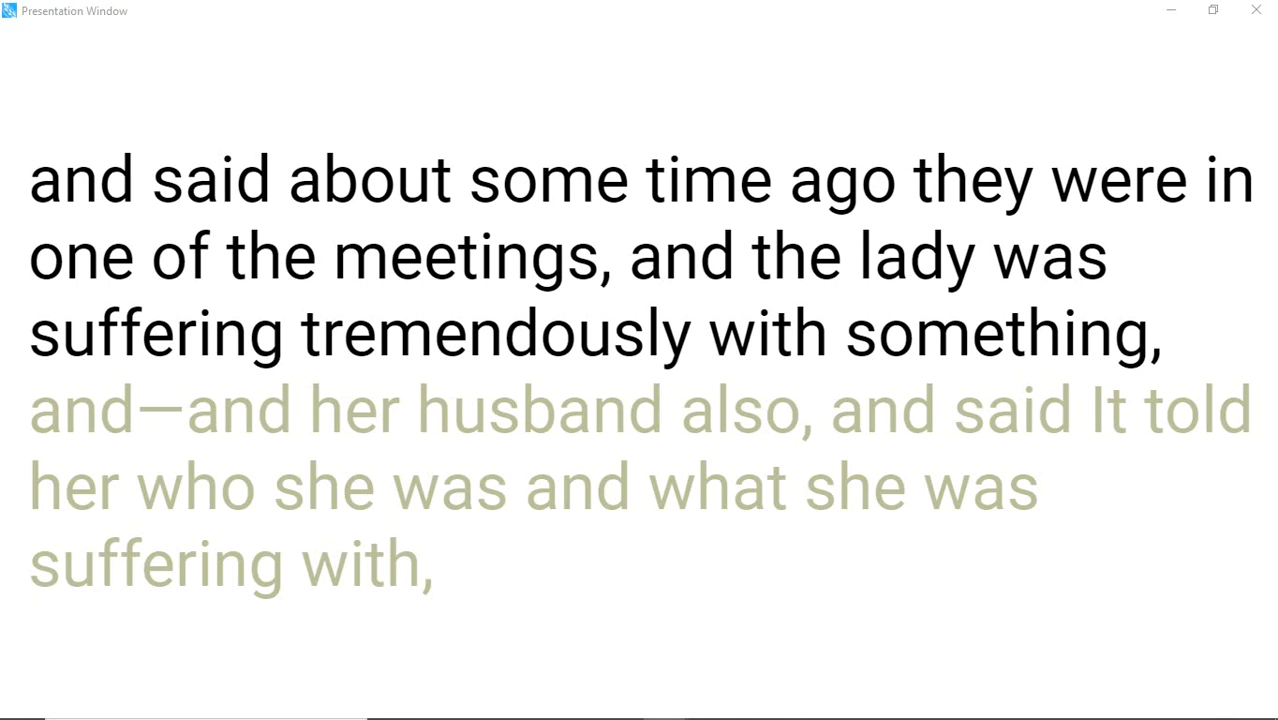 Presentation Window
and said about some time ago they were in
one of the meetings, and the lady was
suffering tremendously with something,
and—and her husband also, and said It told
her who she was and what she was
suffering with,